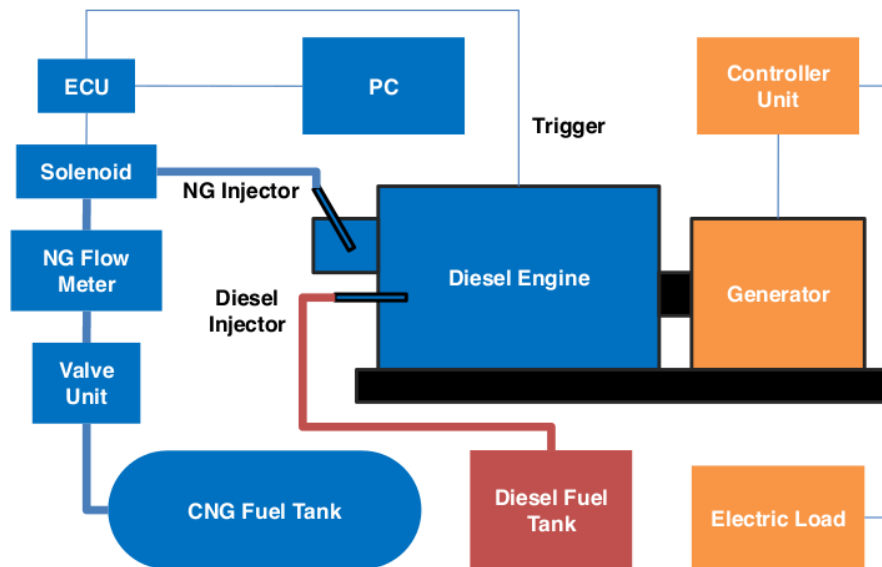 ECU
PC
Controller
Unit
Trigger
Solenoid
NG Injector
NG Flow
Meter
Diesel Engine
Generator
Diesel
Injector
Valve
Unit
CNG Fuel Tank
Diesel Fuel
Tank
Electric Load